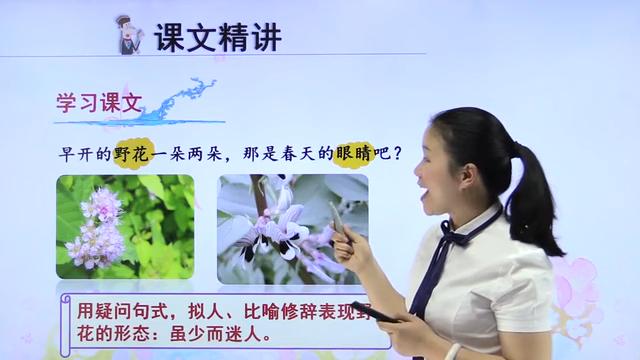 课文精讲
学习课文
早开的野花一朵两朵，那是春天的眼睛吧？
用疑问句式，拟人、比喻修辞表现野
花的形态：虽少而迷人。